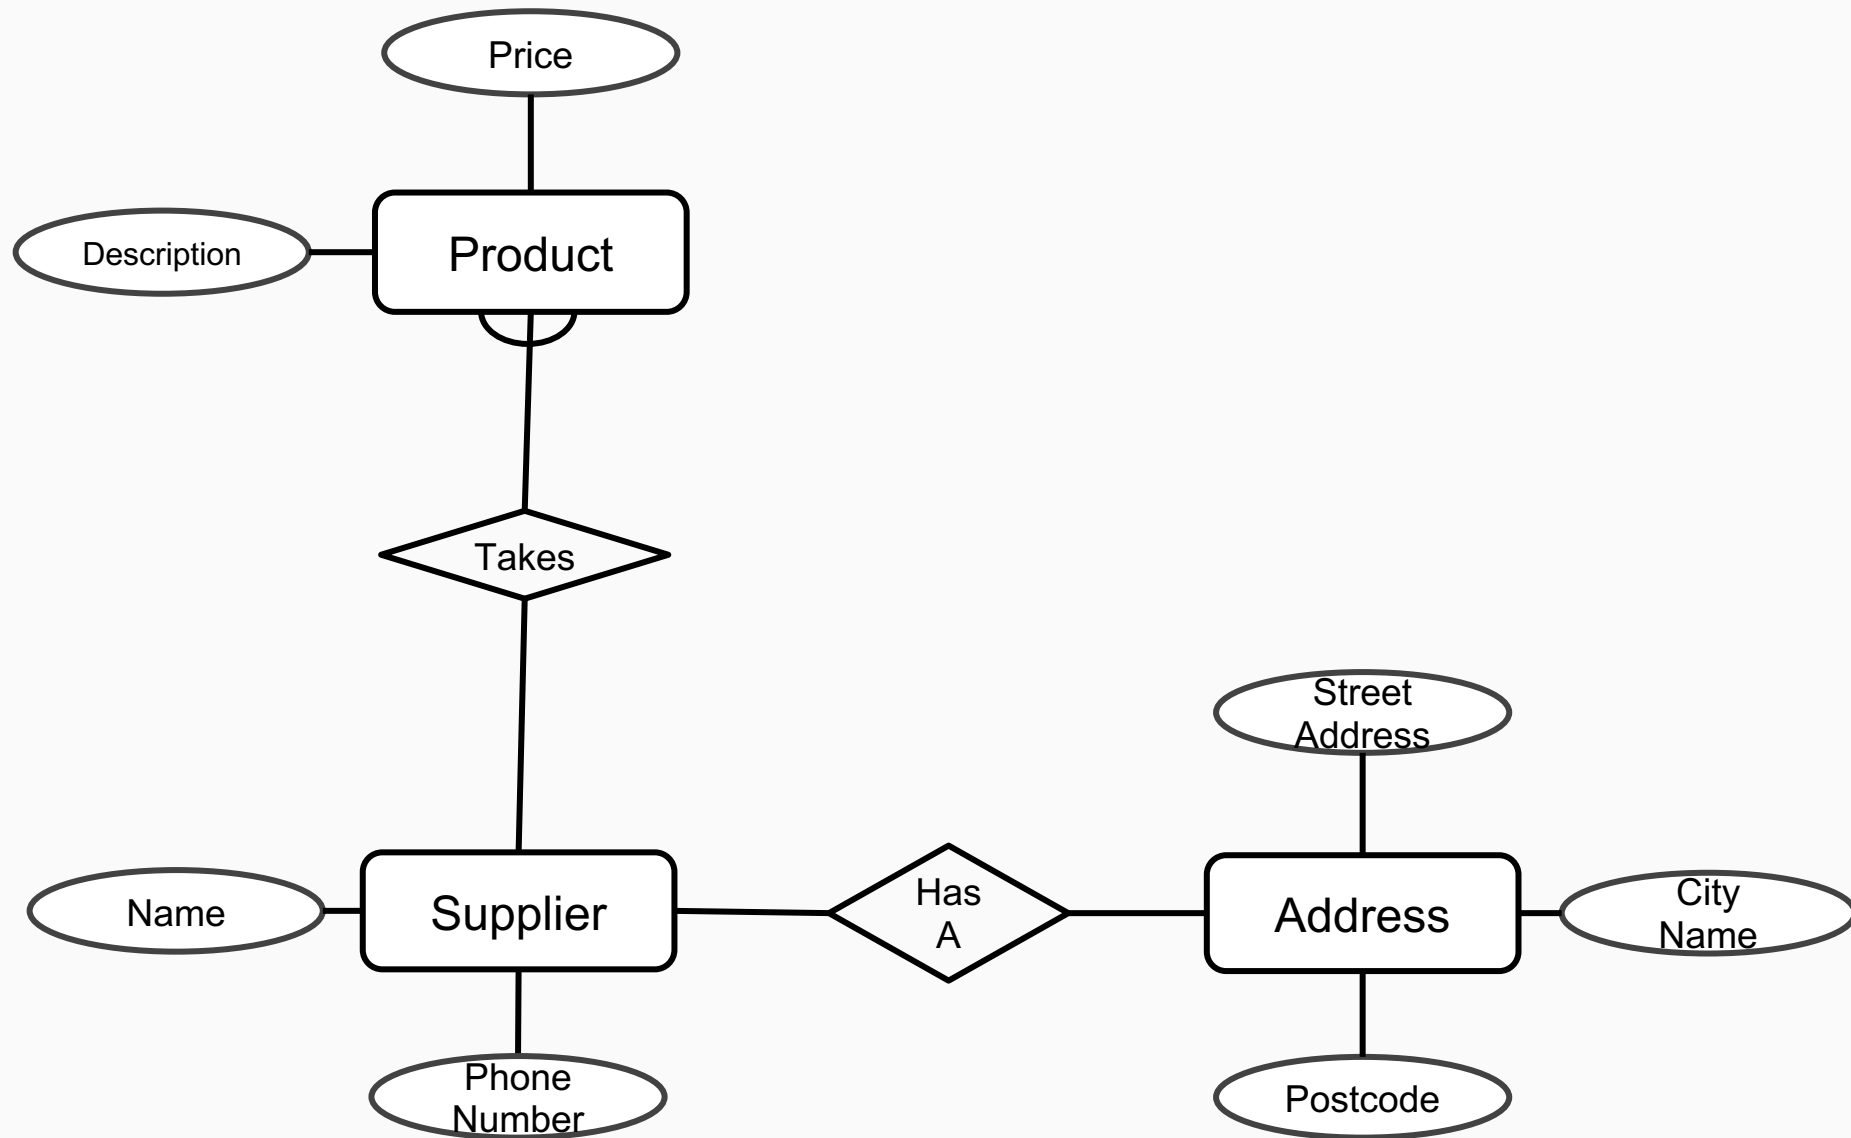 Price
Description
Product
Takes
Street
Address
Name
Supplier
Has
A
Address
City
Name
Phone
Number
Postcode